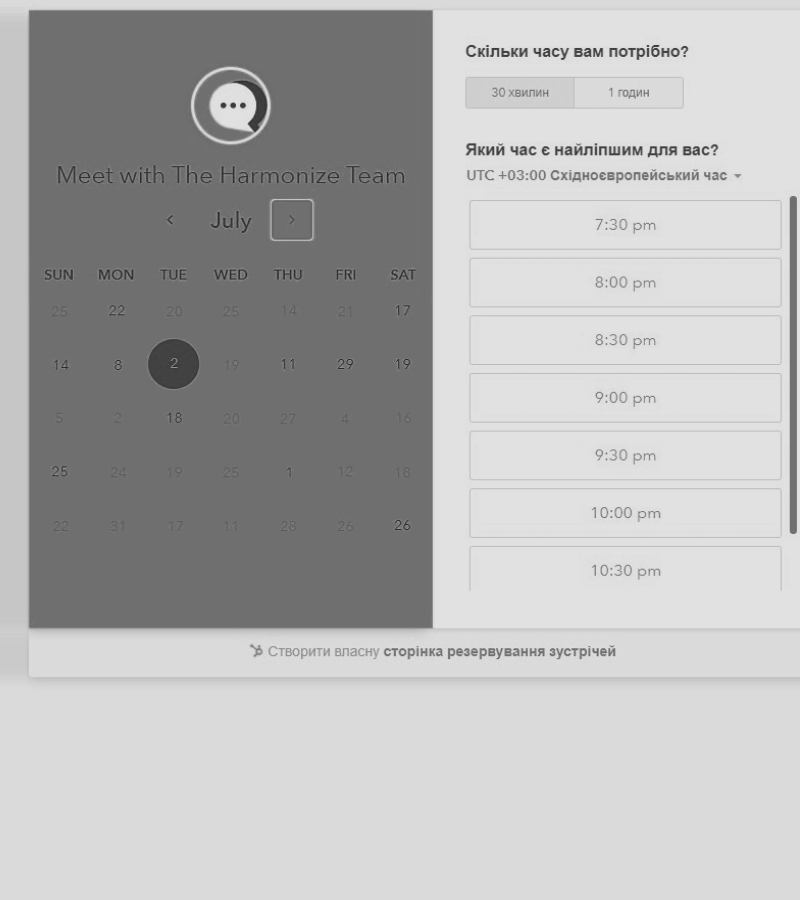 Meet with The Harmonize Team
July
SUN MON TUE WED THU FRI SAT
25 22 20 25 14 21 17
14 8 2 19 11 29 19
5 2 18 20 27 4 16
25 24 19 25 1 12 18
22 31 17 11 28 26 26
Скільки часу вам потрібно?
30 хвилин 1 годин
Який час є найліпшим для вас?
UTC +03:00 Східноєвропейський час
7:30 pm
8:00 pm
8:30 pm
9:00 pm
9:30 pm
10:00 pm
10:30 pm
Створити власну сторінка резервування зустрічей